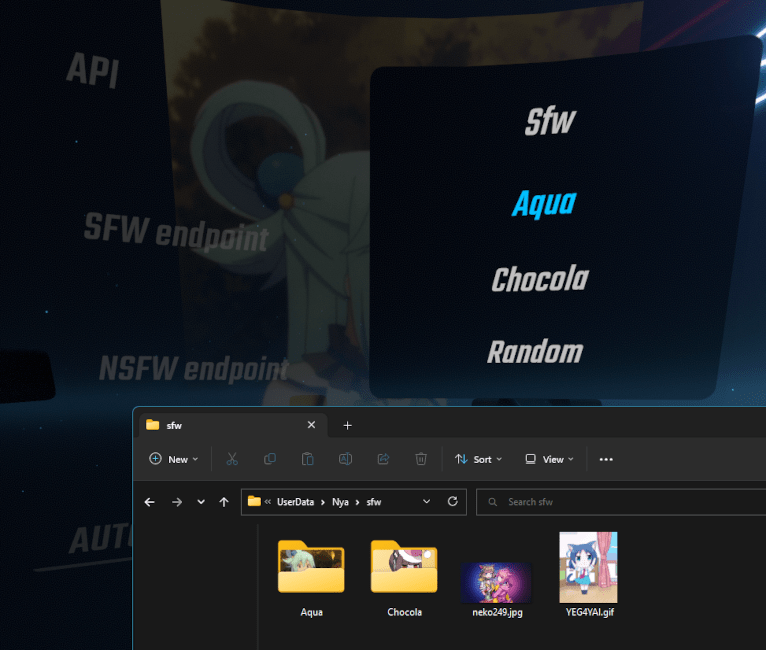 API
Sfw
Aqua
SFW endpoint
Chocola
Random
NSFW endpoint
sfw
New
Sort
View
UserData
Nya
sfw
Search sfw
Aqua
Chocola
neko249.jpg
YEG4YAI.gif